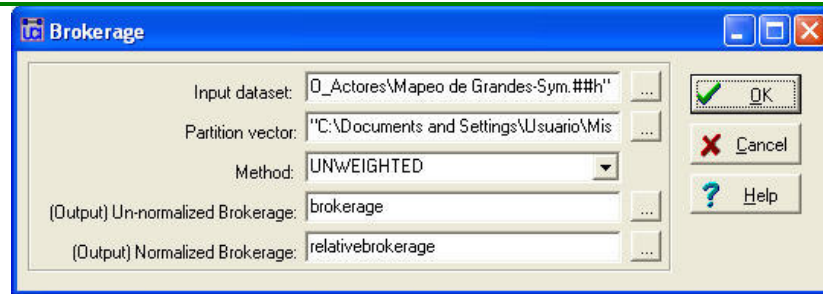 Brokerage
Input dataset: O_Actores\Mapeo de Grandes-Sym.##h" ...
Partition vector: "C:\Documents and Settings\Usuario\Mis ...
Method: UNWEIGHTED
(Output) Un-normalized Brokerage: brokerage ...
(Output) Normalized Brokerage: relativebrokerage ...
OK
Cancel
Help